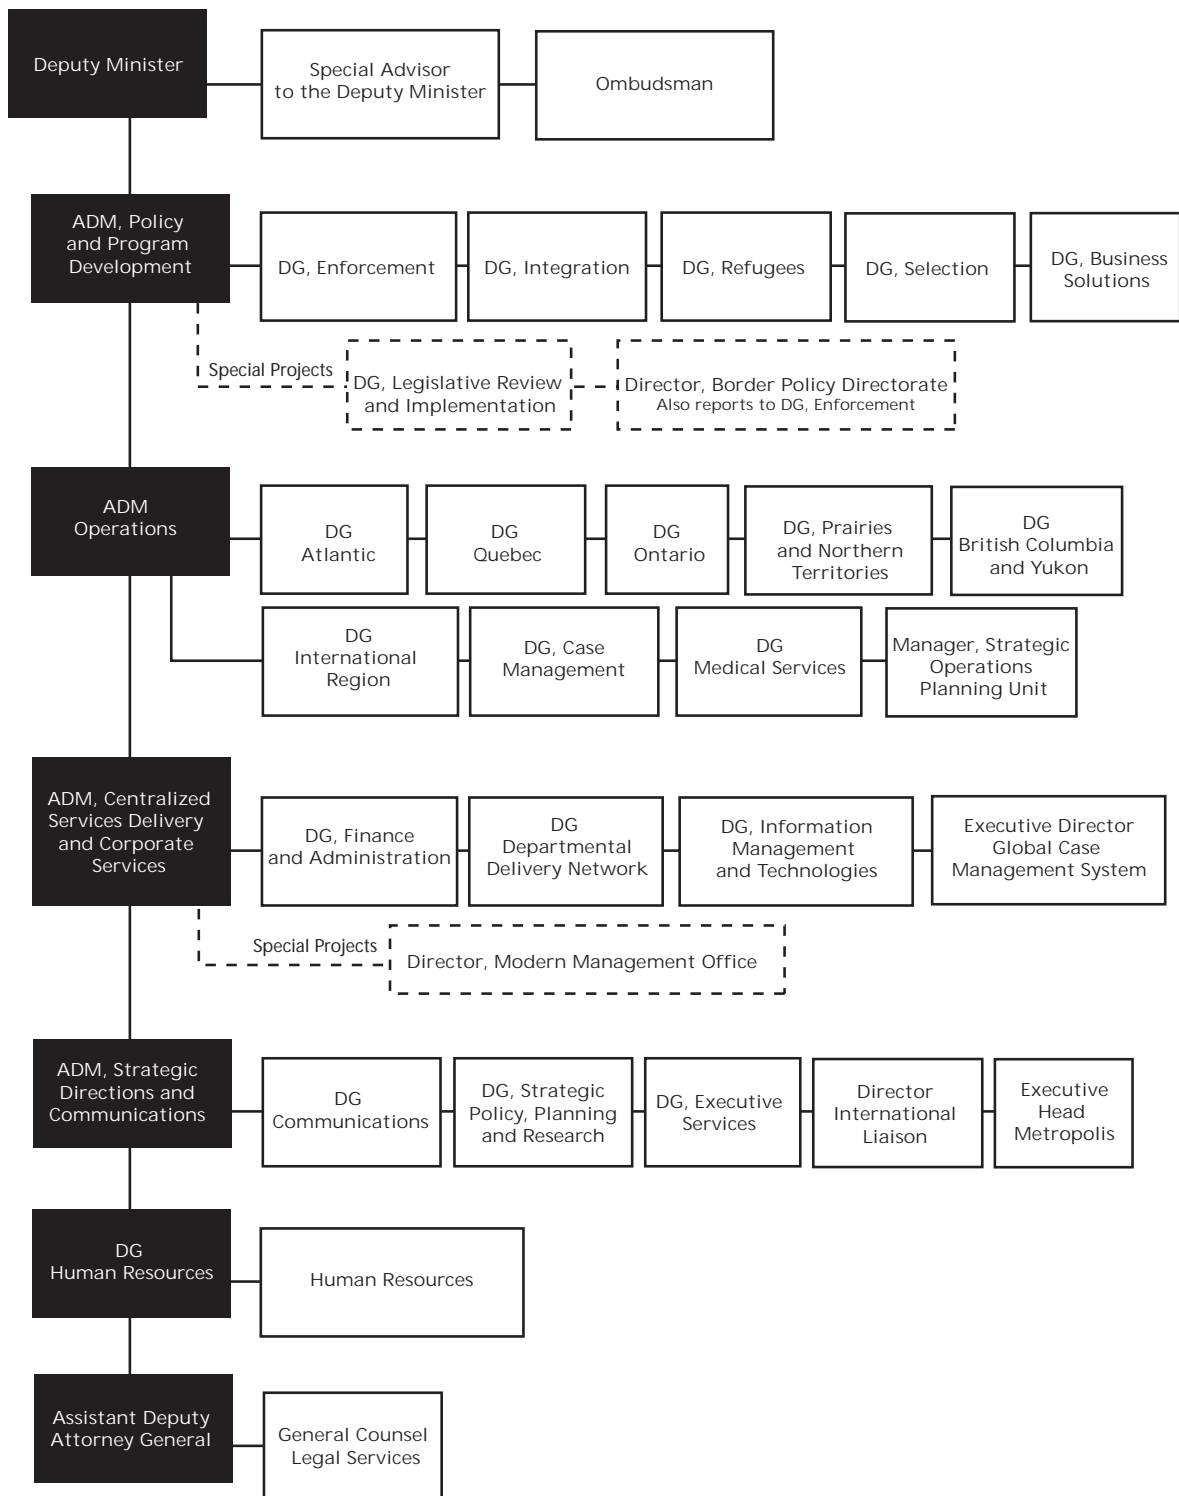 Deputy Minister
Special Advisor
to the Deputy Minister
Ombudsman
ADM, Policy
and Program
Development
DG, Enforcement
DG, Integration
DG, Refugees
DG, Selection
DG, Business
Solutions
Special Projects
DG, Legislative Review
and Implementation
Director, Border Policy Directorate
Also reports to DG, Enforcement
ADM
Operations
DG
Atlantic
DG
Quebec
DG
Ontario
DG, Prairies
and Northern
Territories
DG
British Columbia
and Yukon
DG
International
Region
DG, Case
Management
DG
Medical Services
Manager, Strategic
Operations
Planning Unit
ADM, Centralized
Services Delivery
and Corporate
Services
DG, Finance
and Administration
DG
Departmental
Delivery Network
DG, Information
Management
and Technologies
Executive Director
Global Case
Management System
Special Projects
Director, Modern Management Office
ADM, Strategic
Directions and
Communications
DG
Communications
DG, Strategic
Policy, Planning
and Research
DG, Executive
Services
Director
International
Liaison
Executive
Head
Metropolis
DG
Human Resources
Human Resources
Assistant Deputy
Attorney General
General Counsel
Legal Services